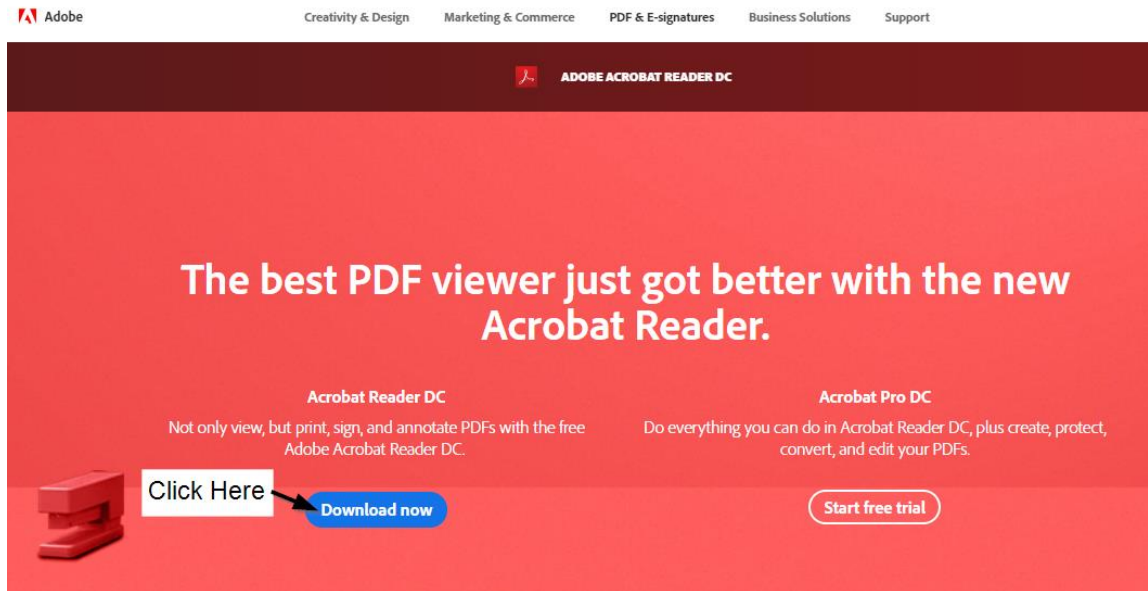 Adobe
Creativity & Design
Marketing & Commerce
PDF & E-signatures
Business Solutions
Support
ADOBE ACROBAT READER DC
The best PDF viewer just got better with the new
Acrobat Reader.
Acrobat Reader DC
Not only view, but print, sign, and annotate PDFs with the free
Adobe Acrobat Reader DC.
Click Here
Download now
Acrobat Pro DC
Do everything you can do in Acrobat Reader DC, plus create, protect,
convert, and edit your PDFs.
Start free trial